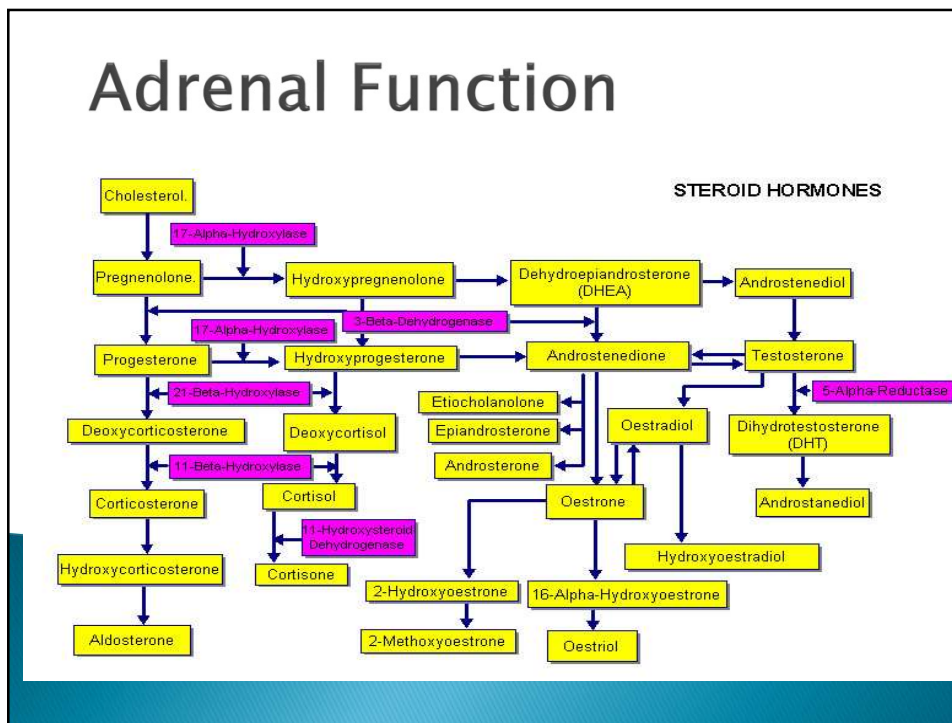 Adrenal Function
STEROID HORMONES
Cholesterol.
17-Alpha-Hydroxylase
Pregnenolone.
Hydroxypregnenolone
Dehydroepiandrosterone
(DHEA)
Androstenediol
3-Beta-Dehydrogenase
17-Alpha-Hydroxylase
Progesterone
Hydroxyprogesterone
Androstenedione
Testosterone
21-Beta-Hydroxylase
5-Alpha-Reductase
Etiocholanolone
Deoxycorticosterone
Deoxycortisol
Epiandrosterone
Oestradiol
Dihydrotestosterone
(DHT)
11-Beta-Hydroxylase
Androsterone
Corticosterone
Cortisol
Oestrone
Androstanediol
11-Hydroxysteroid
Dehydrogenase
Hydroxyoestradiol
Hydroxycorticosterone
Cortisone
2-Hydroxyoestrone
16-Alpha-Hydroxyoestrone
Aldosterone
2-Methoxyoestrone
Oestriol